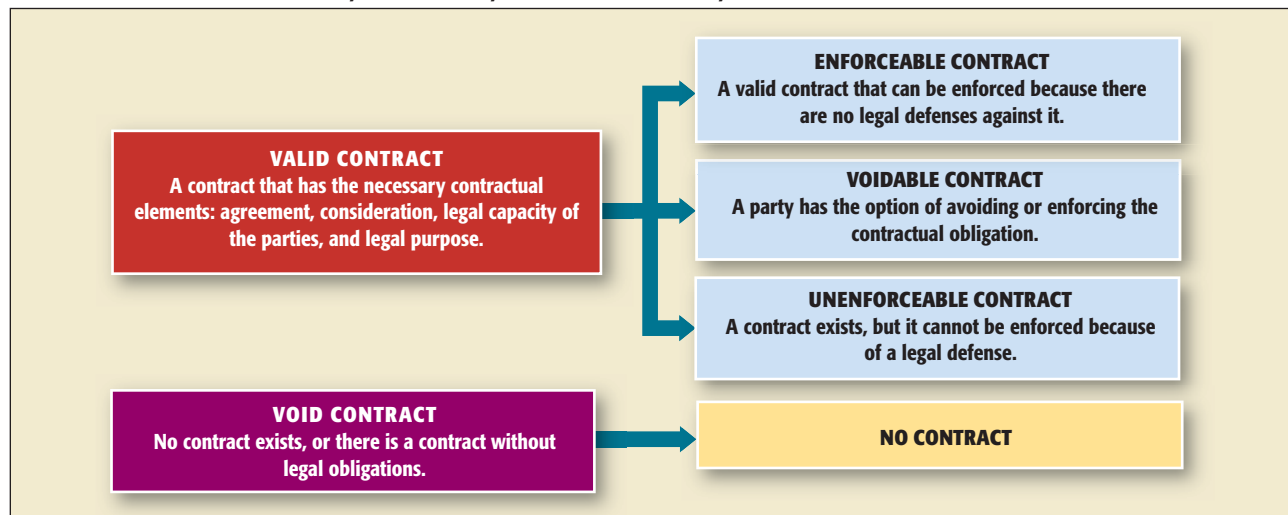 ENFORCEABLE CONTRACT
A valid contract that can be enforced because there
are no legal defenses against it.
VALID CONTRACT
A contract that has the necessary contractual
elements: agreement, consideration, legal capacity of
the parties, and legal purpose.
VOIDABLE CONTRACT
A party has the option of avoiding or enforcing the
contractual obligation.
UNENFORCEABLE CONTRACT
A contract exists, but it cannot be enforced because
of a legal defense.
VOID CONTRACT
No contract exists, or there is a contract without
legal obligations.
NO CONTRACT